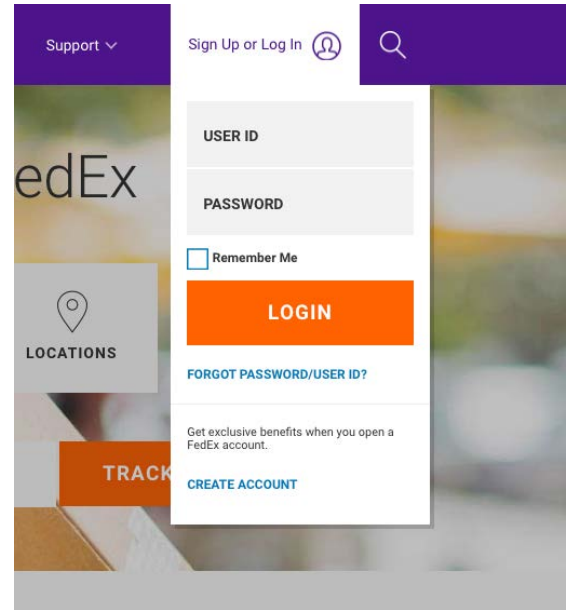 Support
Sign Up or Log In
edEx
USER ID
PASSWORD
Remember Me
LOGIN
LOCATIONS
FORGOT PASSWORD/USER ID?
Get exclusive benefits when you open a
FedEx account.
TRACK
CREATE ACCOUNT